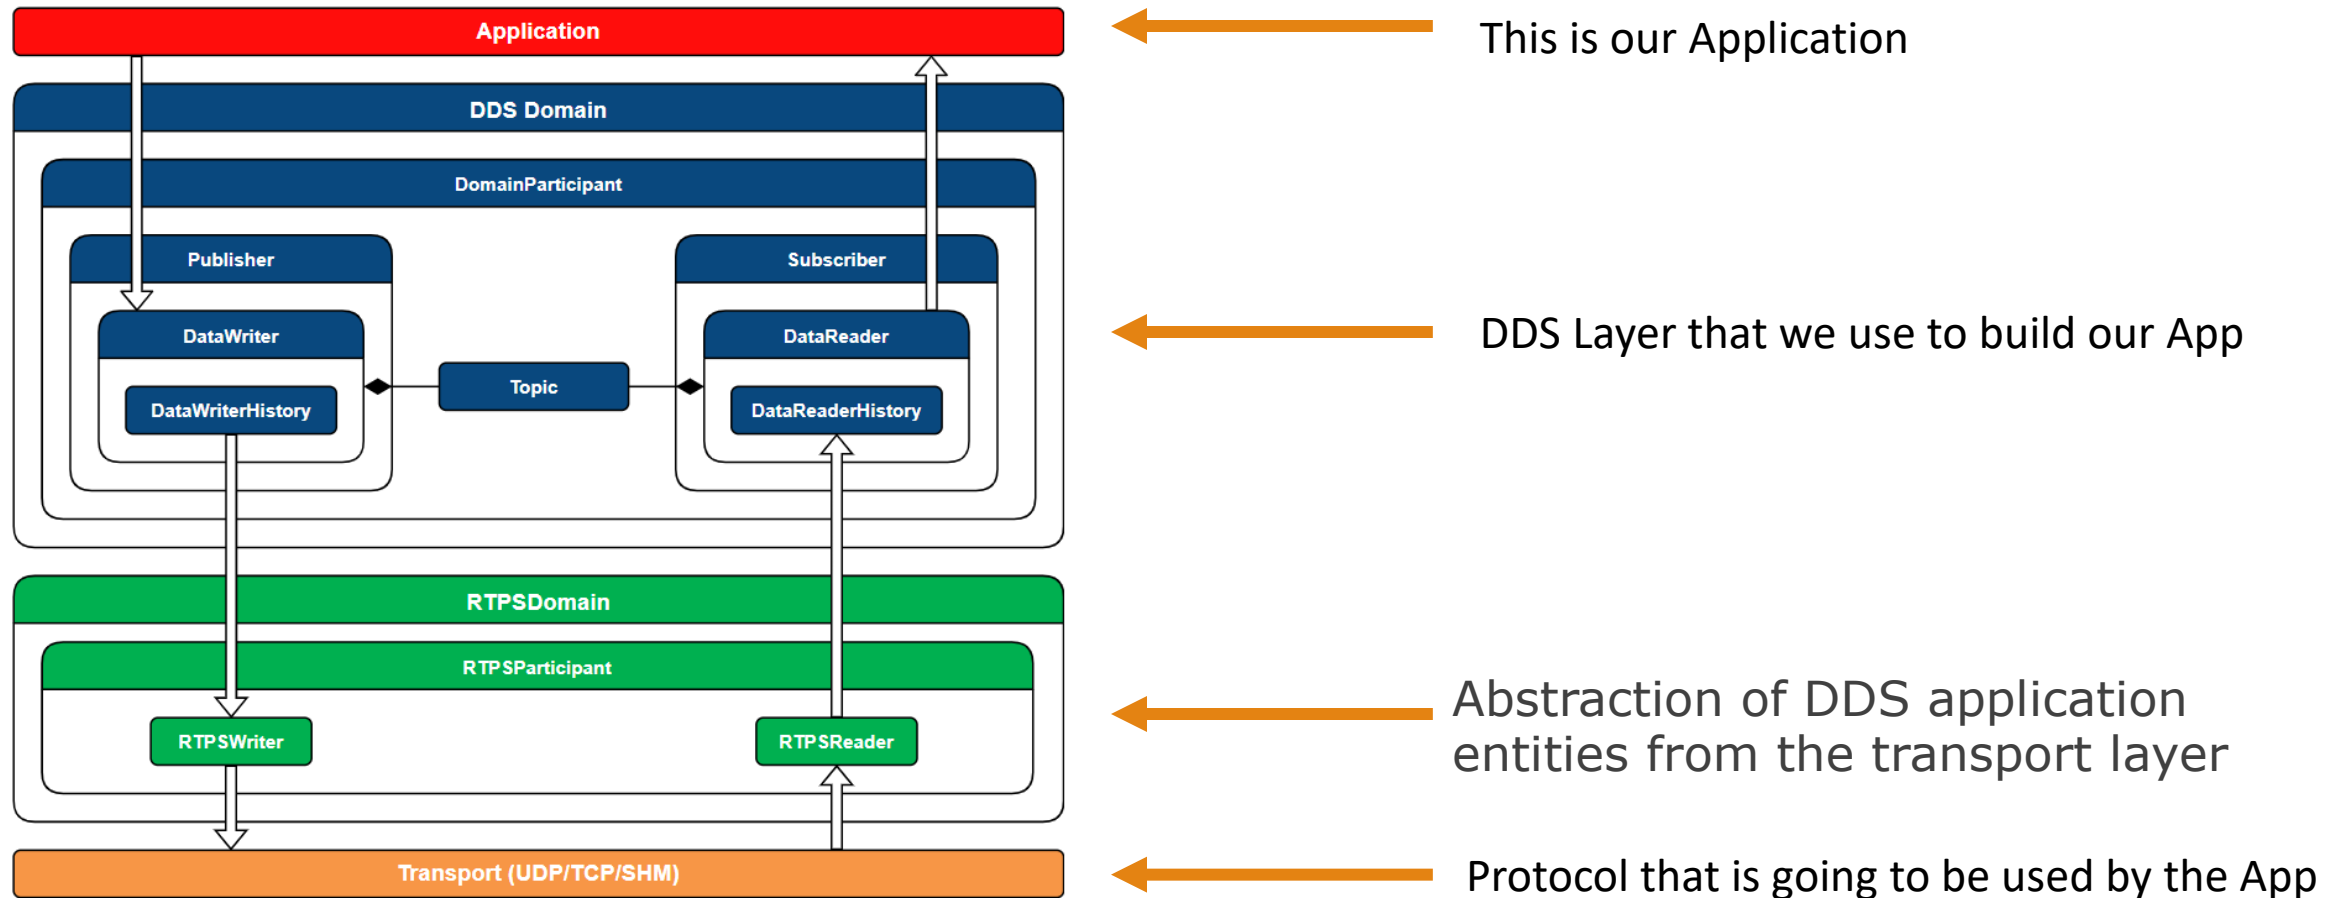 Application
This is our Application
DDS Domain
DomainParticipant
Publisher
Subscriber
DataWriter
DataReader
DDS Layer that we use to build our App
Topic
DataWriterHistory
DataReaderHistory
RTPSDomain
RTPSParticipant
Abstraction of DDS application
entities from the transport layer
RTPSWriter
RTPSReader
Transport (UDP/TCP/SHM)
Protocol that is going to be used by the App